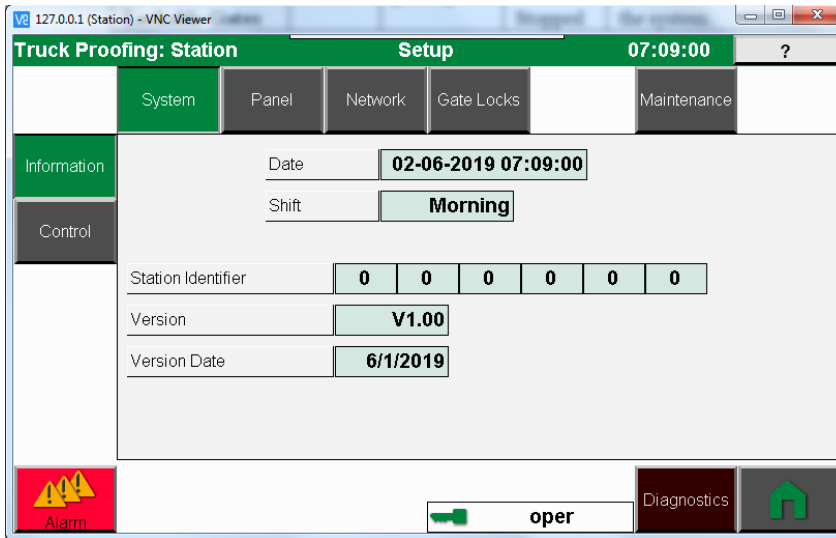 127.0.0.1 (Station) - VNC Viewer
Truck Proofing: Station Setup 07:09:00 ?
System Panel Network Gate Locks Maintenance
Information
Control
Date 02-06-2019 07:09:00
Shift Morning
Station Identifier 0 0 0 0 0 0
Version V1.00
Version Date 6/1/2019
Alarm
oper
Diagnostics